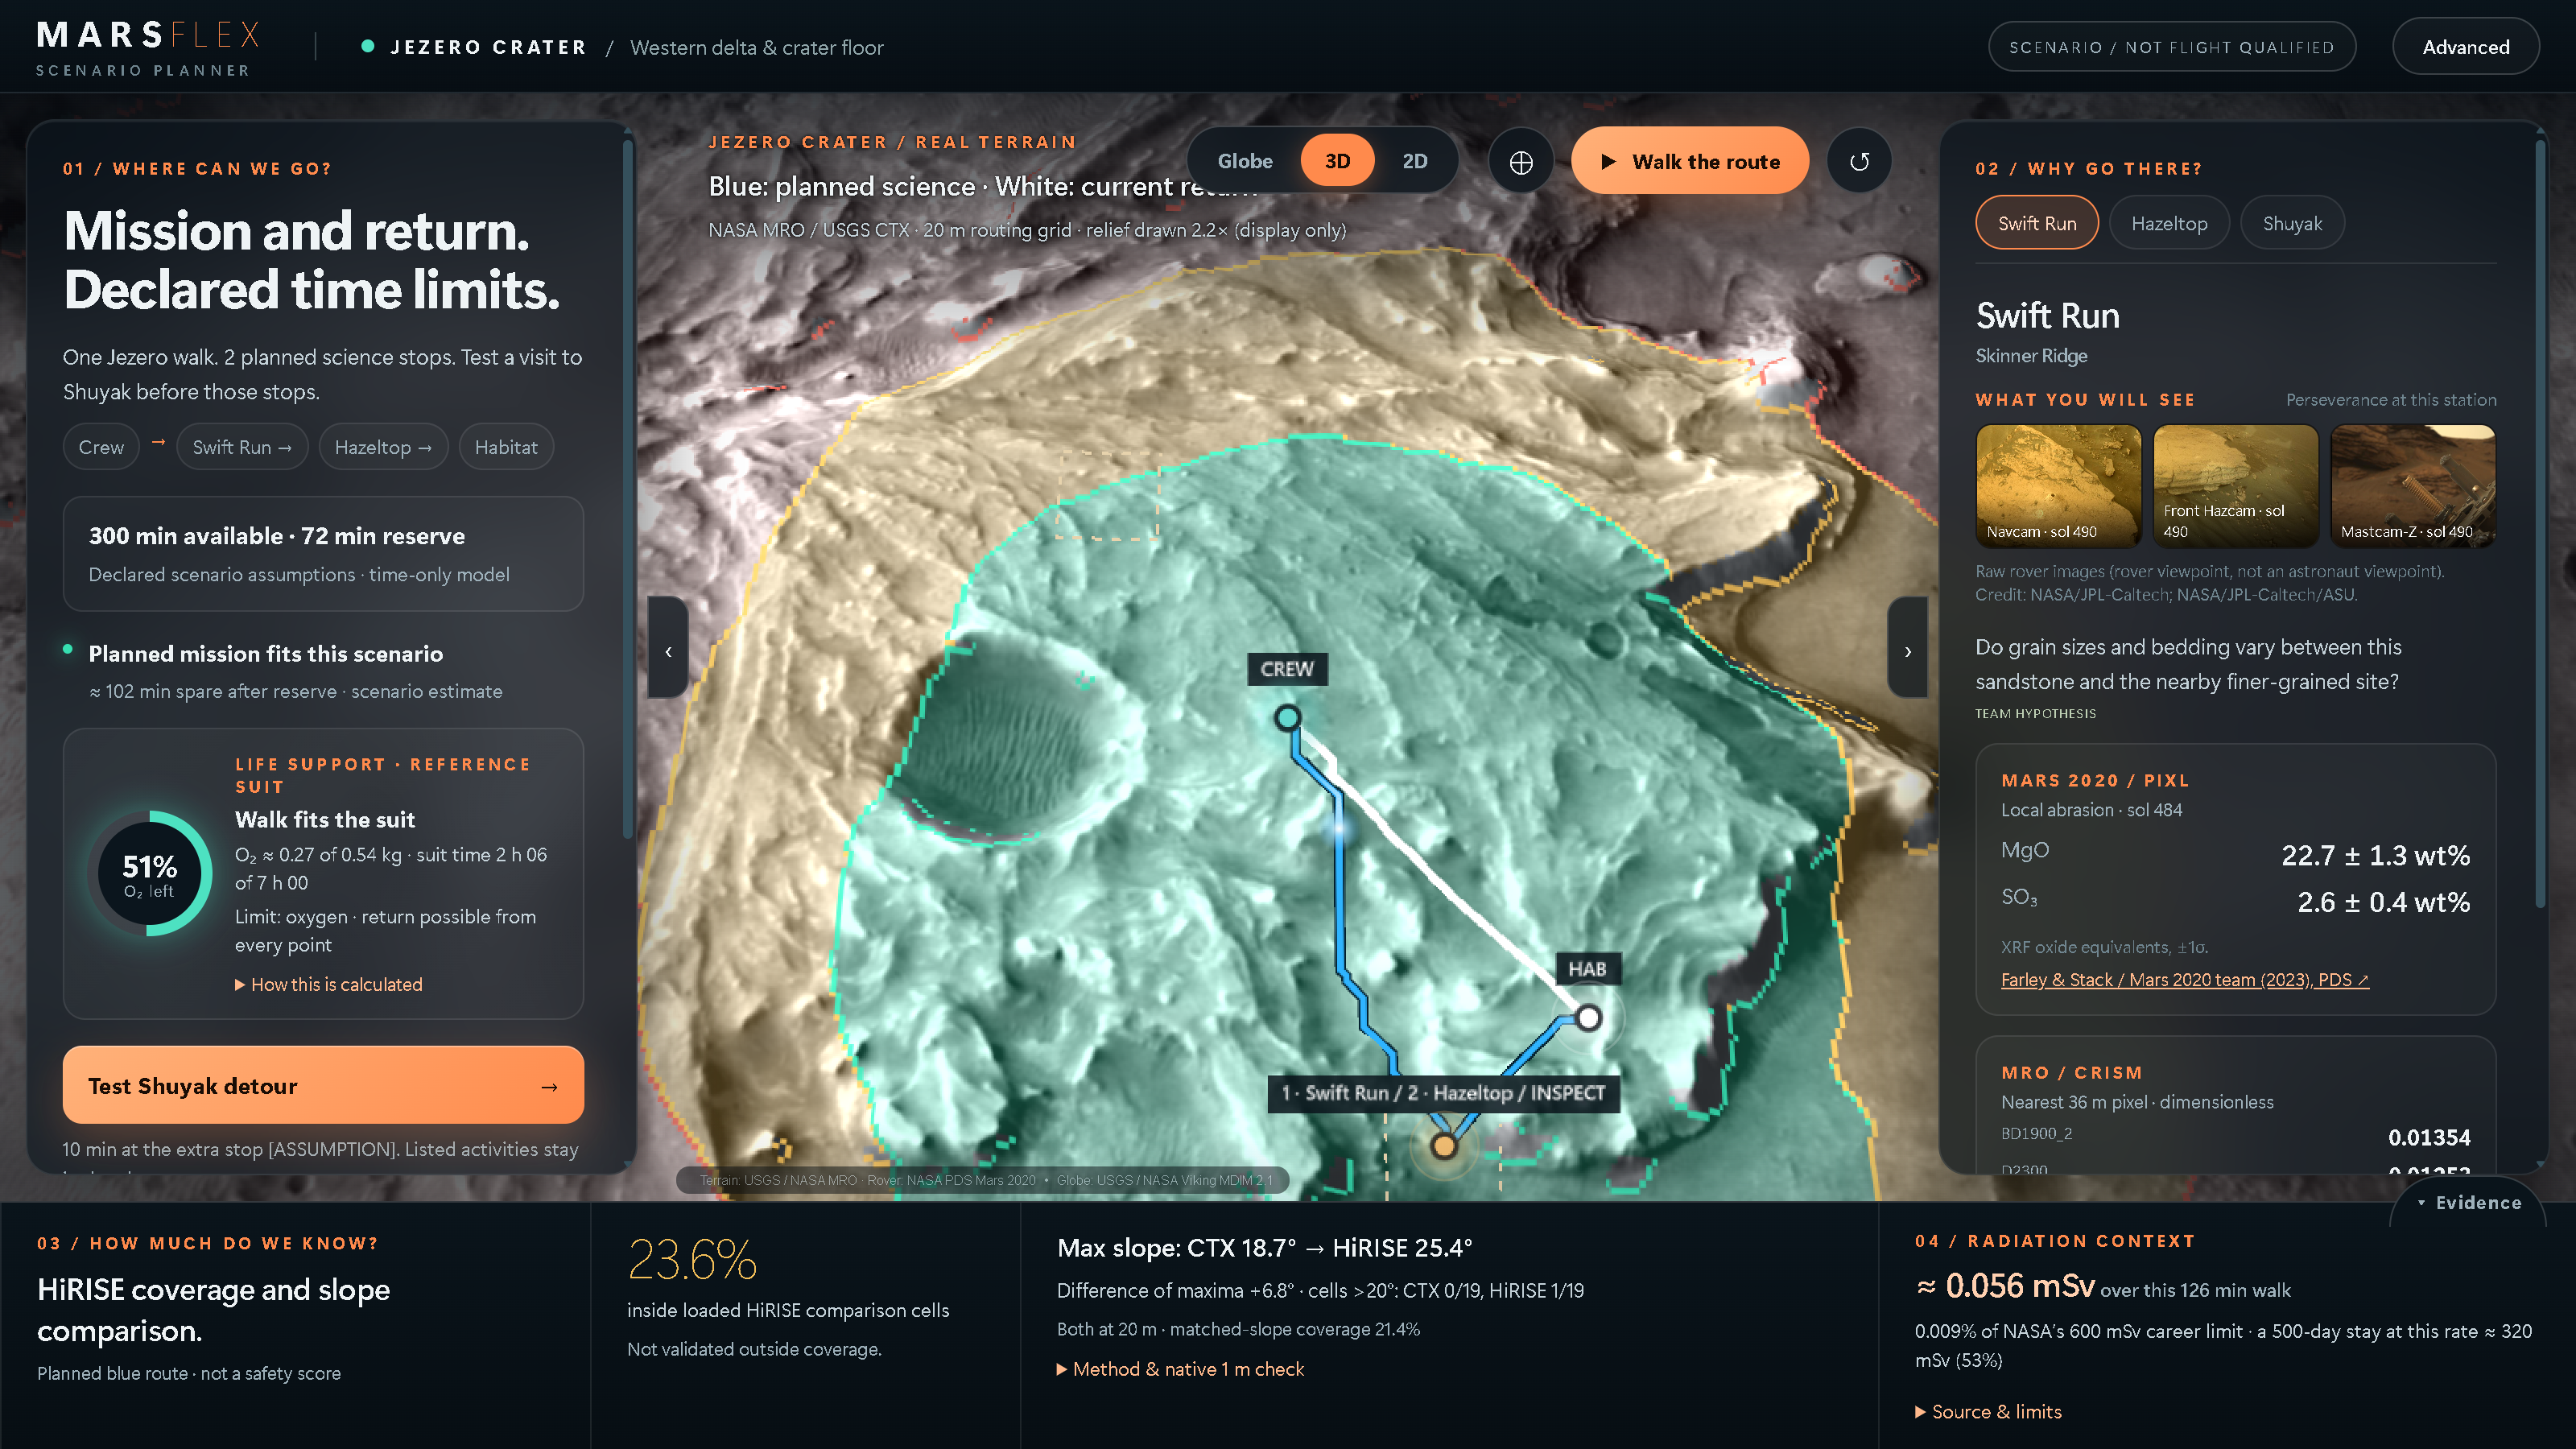 MARSFLEX
SCENARIO PLANNER
JEZERO CRATER / Western delta & crater floor
SCENARIO / NOT FLIGHT QUALIFIED
Advanced
01 / WHERE CAN WE GO?
Mission and return.
Declared time limits.
One Jezero walk. 2 planned science stops. Test a visit to
Shuyak before those stops.
Crew → Swift Run → Hazeltop → Habitat
300 min available · 72 min reserve
Declared scenario assumptions · time-only model
Planned mission fits this scenario
≈ 102 min spare after reserve · scenario estimate
LIFE SUPPORT · REFERENCE
SUIT
Walk fits the suit
51%
O₂ left
O₂ ≈ 0.27 of 0.54 kg · suit time 2 h 06
of 7 h 00
Limit: oxygen · return possible from
every point
▶ How this is calculated
Test Shuyak detour →
10 min at the extra stop [ASSUMPTION]. Listed activities stay
JEZERO CRATER / REAL TERRAIN
Blue: planned science · White: current return
NASA MRO / USGS CTX · 20 m routing grid · relief drawn 2.2× (display only)
Globe 3D 2D
▶ Walk the route
↺
‹
›
CREW
HAB
1 · Swift Run / 2 · Hazeltop / INSPECT
Terrain: USGS / NASA MRO · Rover: NASA PDS Mars 2020 • Globe: USGS / NASA Viking MDIM 2.1
02 / WHY GO THERE?
Swift Run Hazeltop Shuyak
Swift Run
Skinner Ridge
WHAT YOU WILL SEE Perseverance at this station
Navcam · sol 490
Front Hazcam · sol
490
Mastcam-Z · sol 490
Raw rover images (rover viewpoint, not an astronaut viewpoint).
Credit: NASA/JPL-Caltech; NASA/JPL-Caltech/ASU.
Do grain sizes and bedding vary between this
sandstone and the nearby finer-grained site?
TEAM HYPOTHESIS
MARS 2020 / PIXL
Local abrasion · sol 484
MgO 22.7 ± 1.3 wt%
SO₃ 2.6 ± 0.4 wt%
XRF oxide equivalents, ±1σ.
Farley & Stack / Mars 2020 team (2023), PDS ↗
MRO / CRISM
Nearest 36 m pixel · dimensionless
BD1900_2 0.01354
D2300
▾ Evidence
03 / HOW MUCH DO WE KNOW?
HiRISE coverage and slope
comparison.
Planned blue route · not a safety score
23.6%
inside loaded HiRISE comparison cells
Not validated outside coverage.
Max slope: CTX 18.7° → HiRISE 25.4°
Difference of maxima +6.8° · cells >20°: CTX 0/19, HiRISE 1/19
Both at 20 m · matched-slope coverage 21.4%
▶ Method & native 1 m check
04 / RADIATION CONTEXT
≈ 0.056 mSv over this 126 min walk
0.009% of NASA's 600 mSv career limit · a 500-day stay at this rate ≈ 320
mSv (53%)
▶ Source & limits